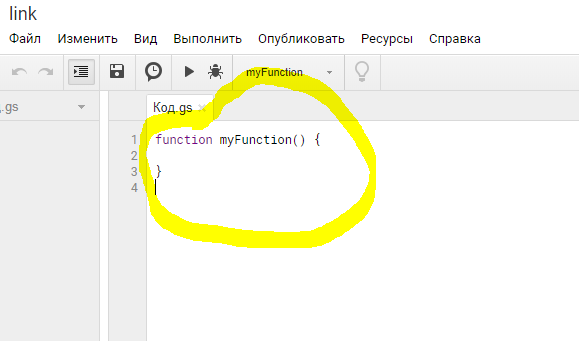 link
Файл Изменить Вид Выполнить Опубликовать Ресурсы Справка
myFunction
.gs
Код.gs ×
1 function myFunction() {
2
3 }
4